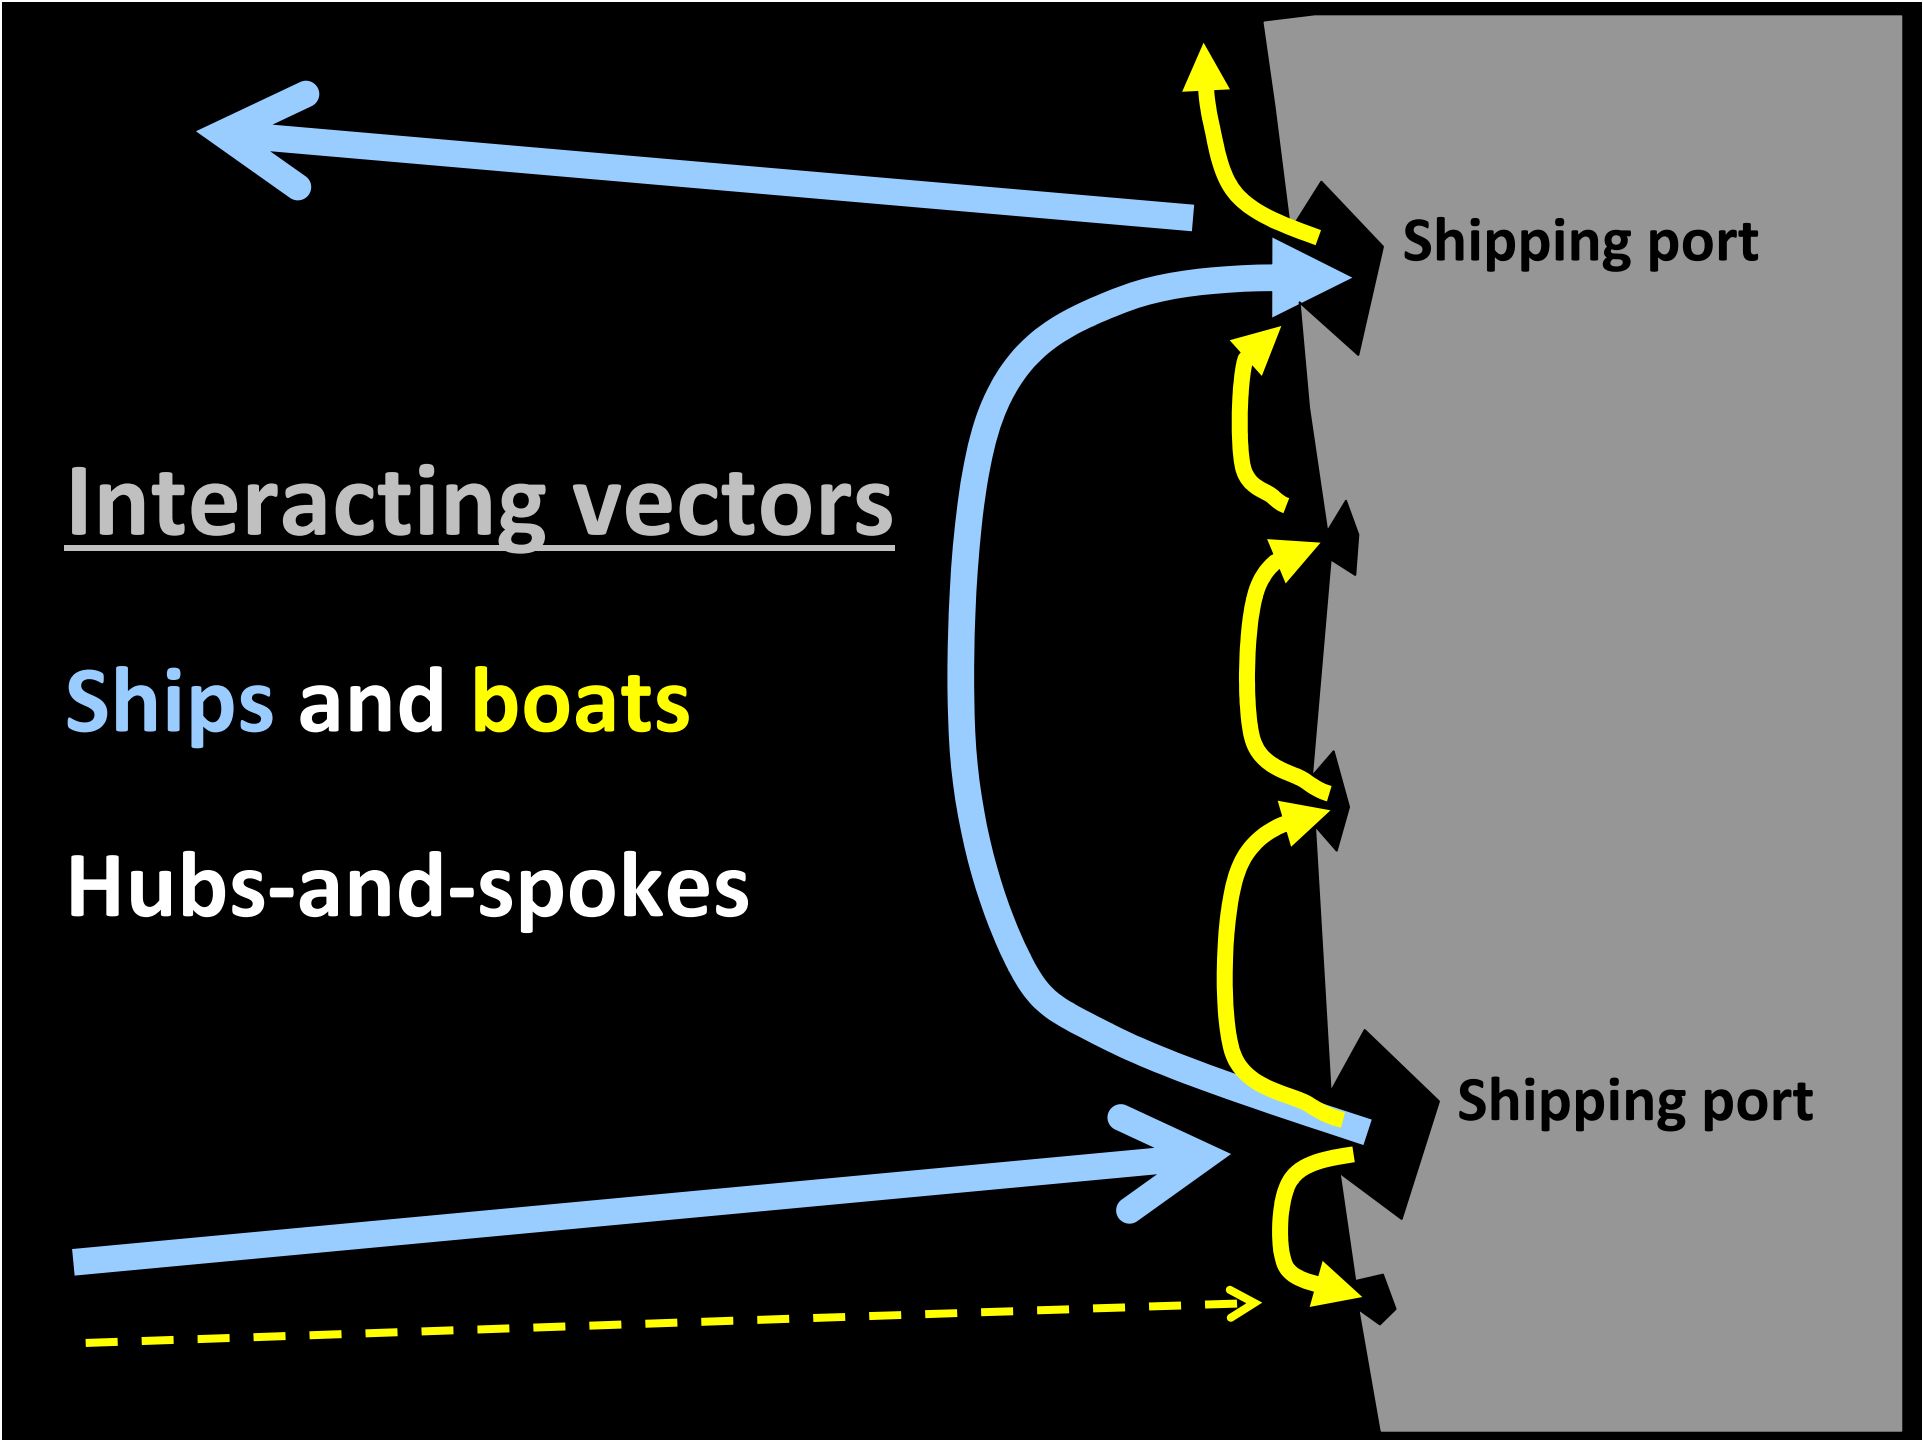 Shipping port
Interacting vectors
Ships and boats
Hubs-and-spokes
Shipping port